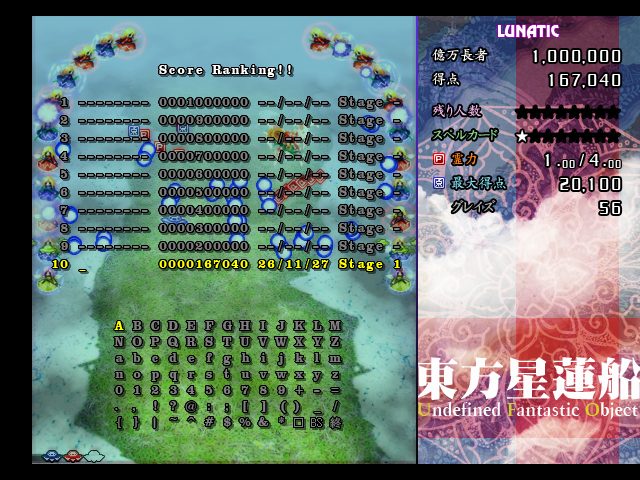 Score Ranking!!
1 -------- 0001000000 --/--/-- Stage -
2 -------- 0000900000 --/--/-- Stage -
3 -------- 0000800000 --/--/-- Stage -
4 -------- 0000700000 --/--/-- Stage -
5 -------- 0000600000 --/--/-- Stage -
6 -------- 0000500000 --/--/-- Stage -
7 -------- 0000400000 --/--/-- Stage -
8 -------- 0000300000 --/--/-- Stage -
9 -------- 0000200000 --/--/-- Stage -
10 _ 0000167040 26/11/27 Stage 1
A B C D E F G H I J K L M
N O P Q R S T U V W X Y Z
a b c d e f g h i j k l m
n o p q r s t u v w x y z
0 1 2 3 4 5 6 7 8 9 + - =
. , ! ? @ : ; [ ] ( ) _ /
{ } | ~ ^ # $ % & * BS 終
LUNATIC
億万長者 1,000,000
得点 167,040
残り人数
スペルカード
P 霊力 1.00/4.00
最大得点 20,100
グレイズ 56
東方星蓮船
Undefined Fantastic Object